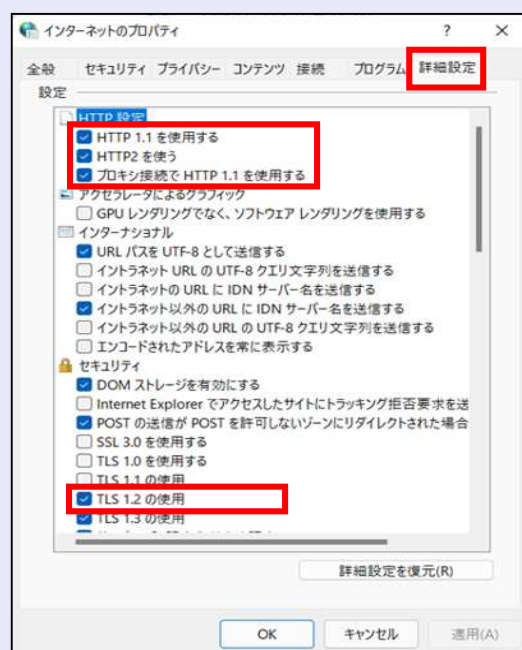 インターネットのプロパティ ? ×
全般 セキュリティ プライバシー コンテンツ 接続 プログラム 詳細設定
設定
HTTP 設定
HTTP 1.1 を使用する
HTTP2 を使う
プロキシ接続で HTTP 1.1 を使用する
アクセラレータによるグラフィック
GPU レンダリングでなく、ソフトウェア レンダリングを使用する
インターナショナル
URL パスを UTF-8 として送信する
イントラネット URL の UTF-8 クエリ文字列を送信する
イントラネットの URL に IDN サーバー名を送信する
イントラネット以外の URL に IDN サーバー名を送信する
イントラネット以外の URL の UTF-8 クエリ文字列を送信する
エンコードされたアドレスを常に表示する
セキュリティ
DOM ストレージを有効にする
Internet Explorer でアクセスしたサイトにトラッキング拒否要求を送
POST の送信が POST を許可しないゾーンにリダイレクトされた場合
SSL 3.0 を使用する
TLS 1.0 を使用する
TLS 1.1 の使用
TLS 1.2 の使用
TLS 1.3 の使用
詳細設定を復元(R)
OK キャンセル 適用(A)